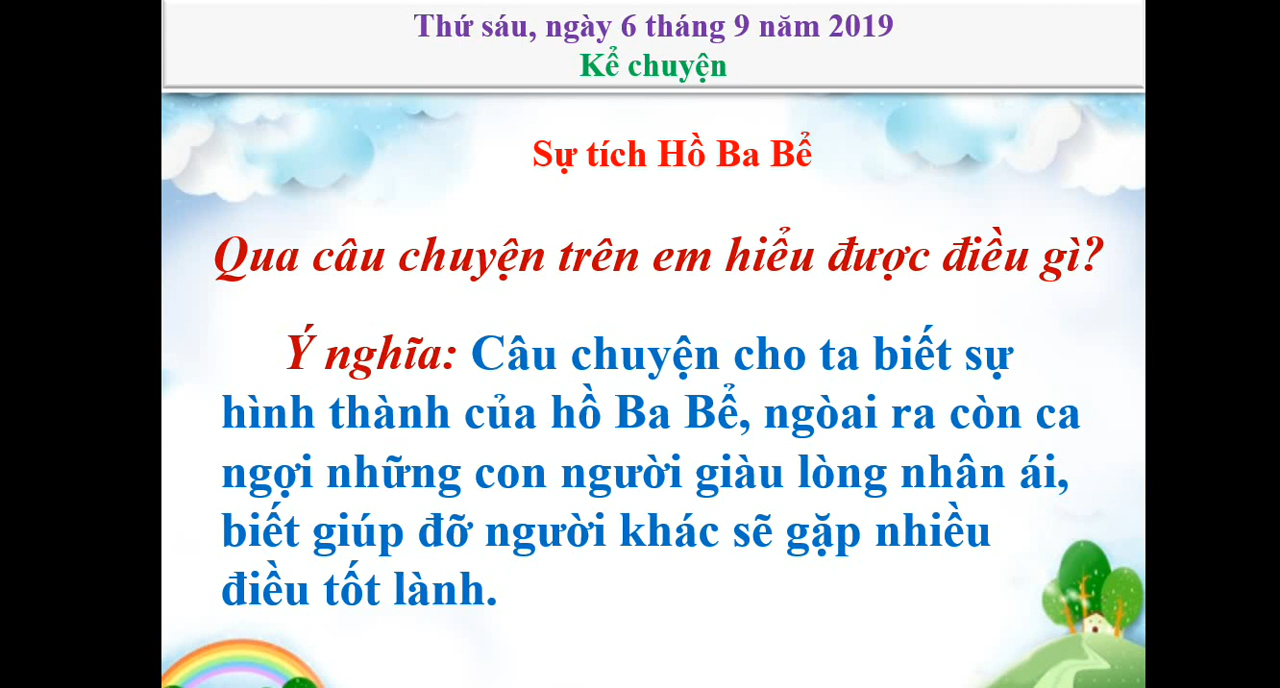 Thứ sáu, ngày 6 tháng 9 năm 2019
Kể chuyện
Sự tích Hồ Ba Bể
Qua câu chuyện trên em hiểu được điều gì?
Ý nghĩa: Câu chuyện cho ta biết sự
hình thành của hồ Ba Bể, ngòai ra còn ca
ngợi những con người giàu lòng nhân ái,
biết giúp đỡ người khác sẽ gặp nhiều
điều tốt lành.